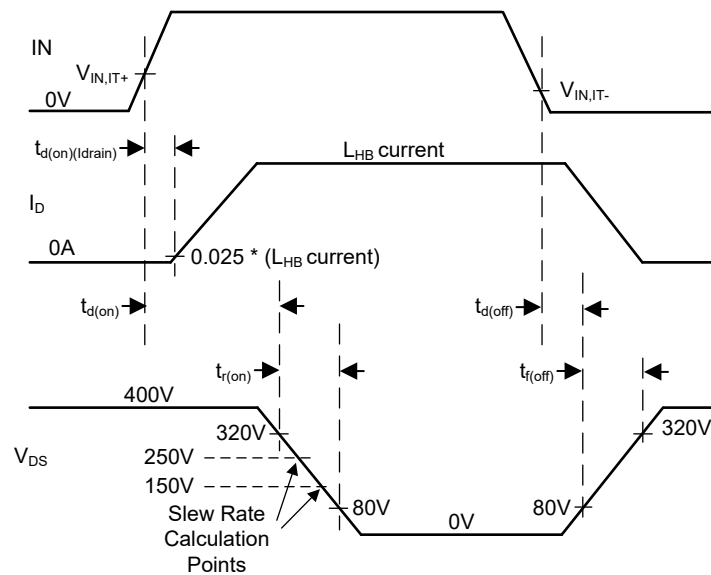 IN
V_IN,IT+
0V
V_IN,IT-
t_d(on)(Idrain)
L_HB current
I_D
0A
0.025 * (L_HB current)
t_d(on)
t_d(off)
t_r(on)
t_f(off)
400V
320V
320V
V_DS
250V
150V
80V
0V
80V
Slew Rate
Calculation
Points